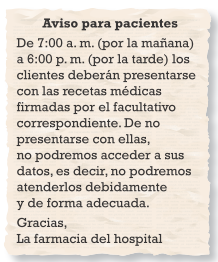 Aviso para pacientes
De 7:00 a. m. (por la mañana)
a 6:00 p. m. (por la tarde) los
clientes deberán presentarse
con las recetas médicas
firmadas por el facultativo
correspondiente. De no
presentarse con ellas,
no podremos acceder a sus
datos, es decir, no podremos
atenderlos debidamente
y de forma adecuada.
Gracias,
La farmacia del hospital